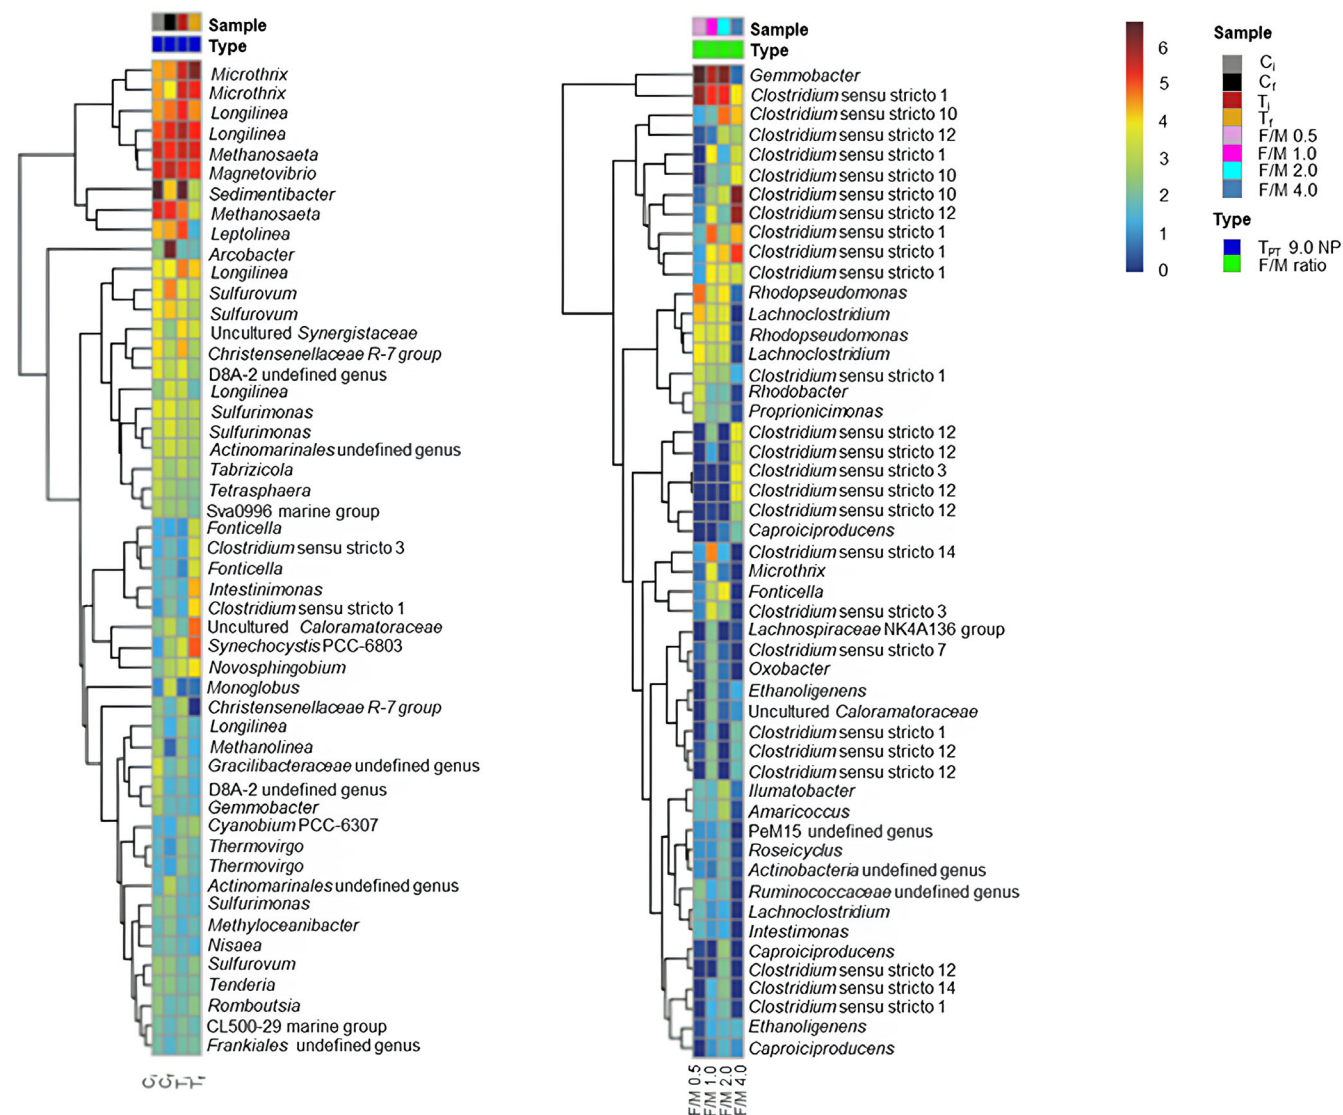 Sample
Type
Microthrix
Microthrix
Longilinea
Longilinea
Methanosaeta
Magnetovibrio
Sedimentibacter
Methanosaeta
Leptolinea
Arcobacter
Longilinea
Sulfurovum
Sulfurovum
Uncultured Synergistaceae
Christensenellaceae R-7 group
D8A-2 undefined genus
Longilinea
Sulfurimonas
Sulfurimonas
Actinomarinales undefined genus
Tabrizicola
Tetrasphaera
Sva0996 marine group
Fonticella
Clostridium sensu stricto 3
Fonticella
Intestinimonas
Clostridium sensu stricto 1
Uncultured Caloramatoraceae
Synechocystis PCC-6803
Novosphingobium
Monoglobus
Christensenellaceae R-7 group
Longilinea
Methanolinea
Gracilibacteraceae undefined genus
D8A-2 undefined genus
Gemmobacter
Cyanobium PCC-6307
Thermovirgo
Thermovirgo
Actinomarinales undefined genus
Sulfurimonas
Methyloceanibacter
Nisaea
Sulfurovum
Tenderia
Romboutsia
CL500-29 marine group
Frankiales undefined genus
Sample
Type
Gemmobacter
Clostridium sensu stricto 1
Clostridium sensu stricto 10
Clostridium sensu stricto 12
Clostridium sensu stricto 1
Clostridium sensu stricto 10
Clostridium sensu stricto 10
Clostridium sensu stricto 12
Clostridium sensu stricto 1
Clostridium sensu stricto 1
Clostridium sensu stricto 1
Rhodopseudomonas
Lachnoclostridium
Rhodopseudomonas
Lachnoclostridium
Clostridium sensu stricto 1
Rhodobacter
Proprionicimonas
Clostridium sensu stricto 12
Clostridium sensu stricto 12
Clostridium sensu stricto 3
Clostridium sensu stricto 12
Clostridium sensu stricto 12
Caproiciproducens
Clostridium sensu stricto 14
Microthrix
Fonticella
Clostridium sensu stricto 3
Lachnospiraceae NK4A136 group
Clostridium sensu stricto 7
Oxobacter
Ethanoligenens
Uncultured Caloramatoraceae
Clostridium sensu stricto 1
Clostridium sensu stricto 12
Clostridium sensu stricto 12
Ilumatobacter
Amaricoccus
PeM15 undefined genus
Roseicyclus
Actinobacteria undefined genus
Ruminococcaceae undefined genus
Lachnoclostridium
Intestimonas
Caproiciproducens
Clostridium sensu stricto 12
Clostridium sensu stricto 14
Clostridium sensu stricto 1
Ethanoligenens
Caproiciproducens
F/M 0.5
F/M 1.0
F/M 2.0
F/M 4.0
6
5
4
3
2
1
0
Sample
Ci
Cf
Ti
Tf
F/M 0.5
F/M 1.0
F/M 2.0
F/M 4.0
Type
TPT 9.0 NP
F/M ratio